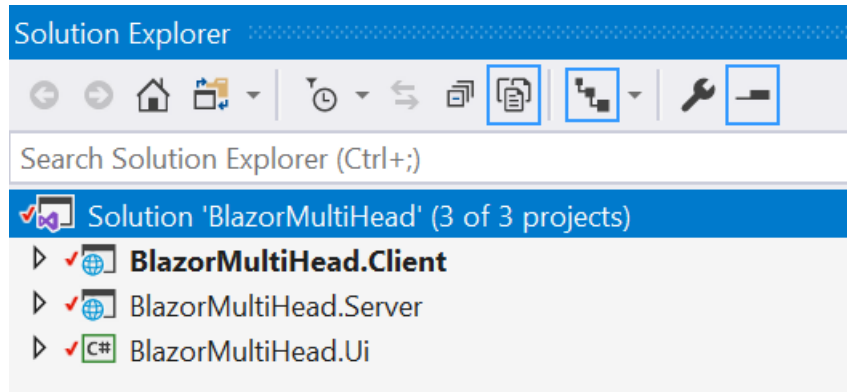 Solution Explorer
Search Solution Explorer (Ctrl+;)
Solution 'BlazorMultiHead' (3 of 3 projects)
BlazorMultiHead.Client
BlazorMultiHead.Server
C# BlazorMultiHead.Ui